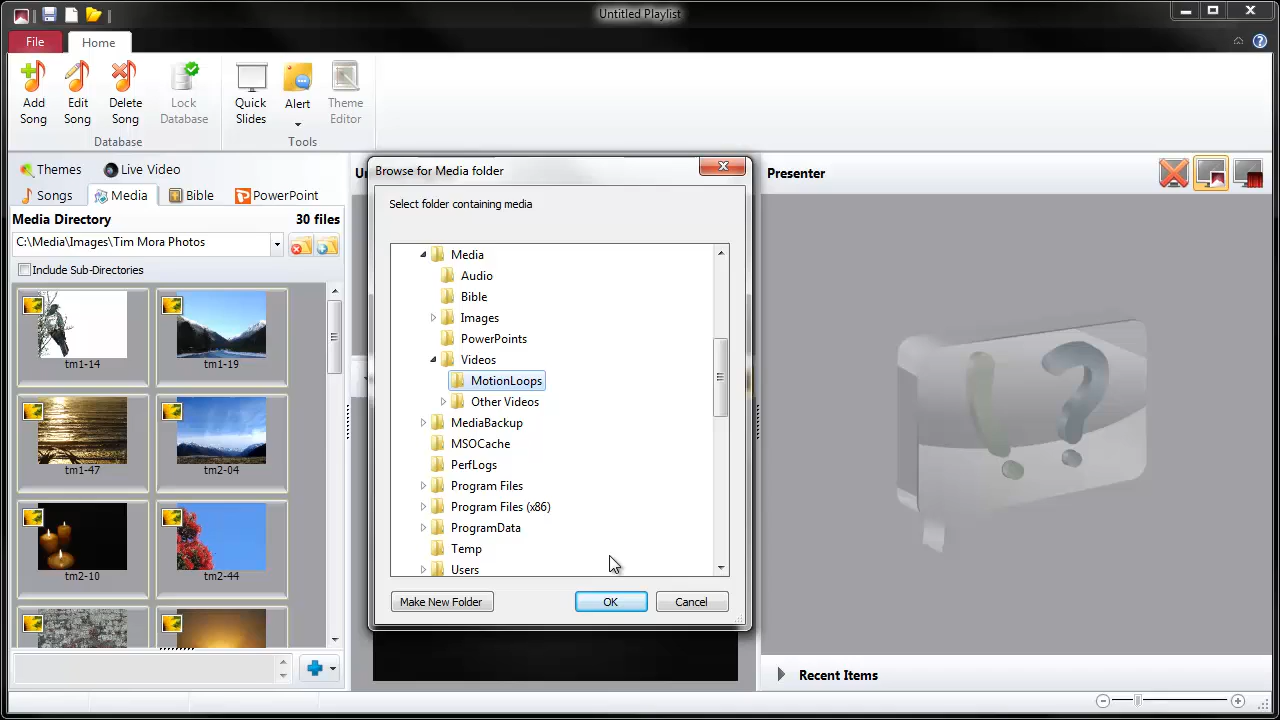 Untitled Playlist
File
Home
Add Song
Edit Song
Delete Song
Lock Database
Quick Slides
Alert
Theme Editor
Database
Tools
Themes
Live Video
Songs
Media
Bible
PowerPoint
Media Directory
30 files
C:\Media\Images\Tim Mora Photos
Include Sub-Directories
tm1-14
tm1-19
tm1-47
tm2-04
tm2-10
tm2-44
Un
Browse for Media folder
Select folder containing media
Media
Audio
Bible
Images
PowerPoints
Videos
MotionLoops
Other Videos
MediaBackup
MSOCache
PerfLogs
Program Files
Program Files (x86)
ProgramData
Temp
Users
Make New Folder
OK
Cancel
Presenter
!?
Recent Items